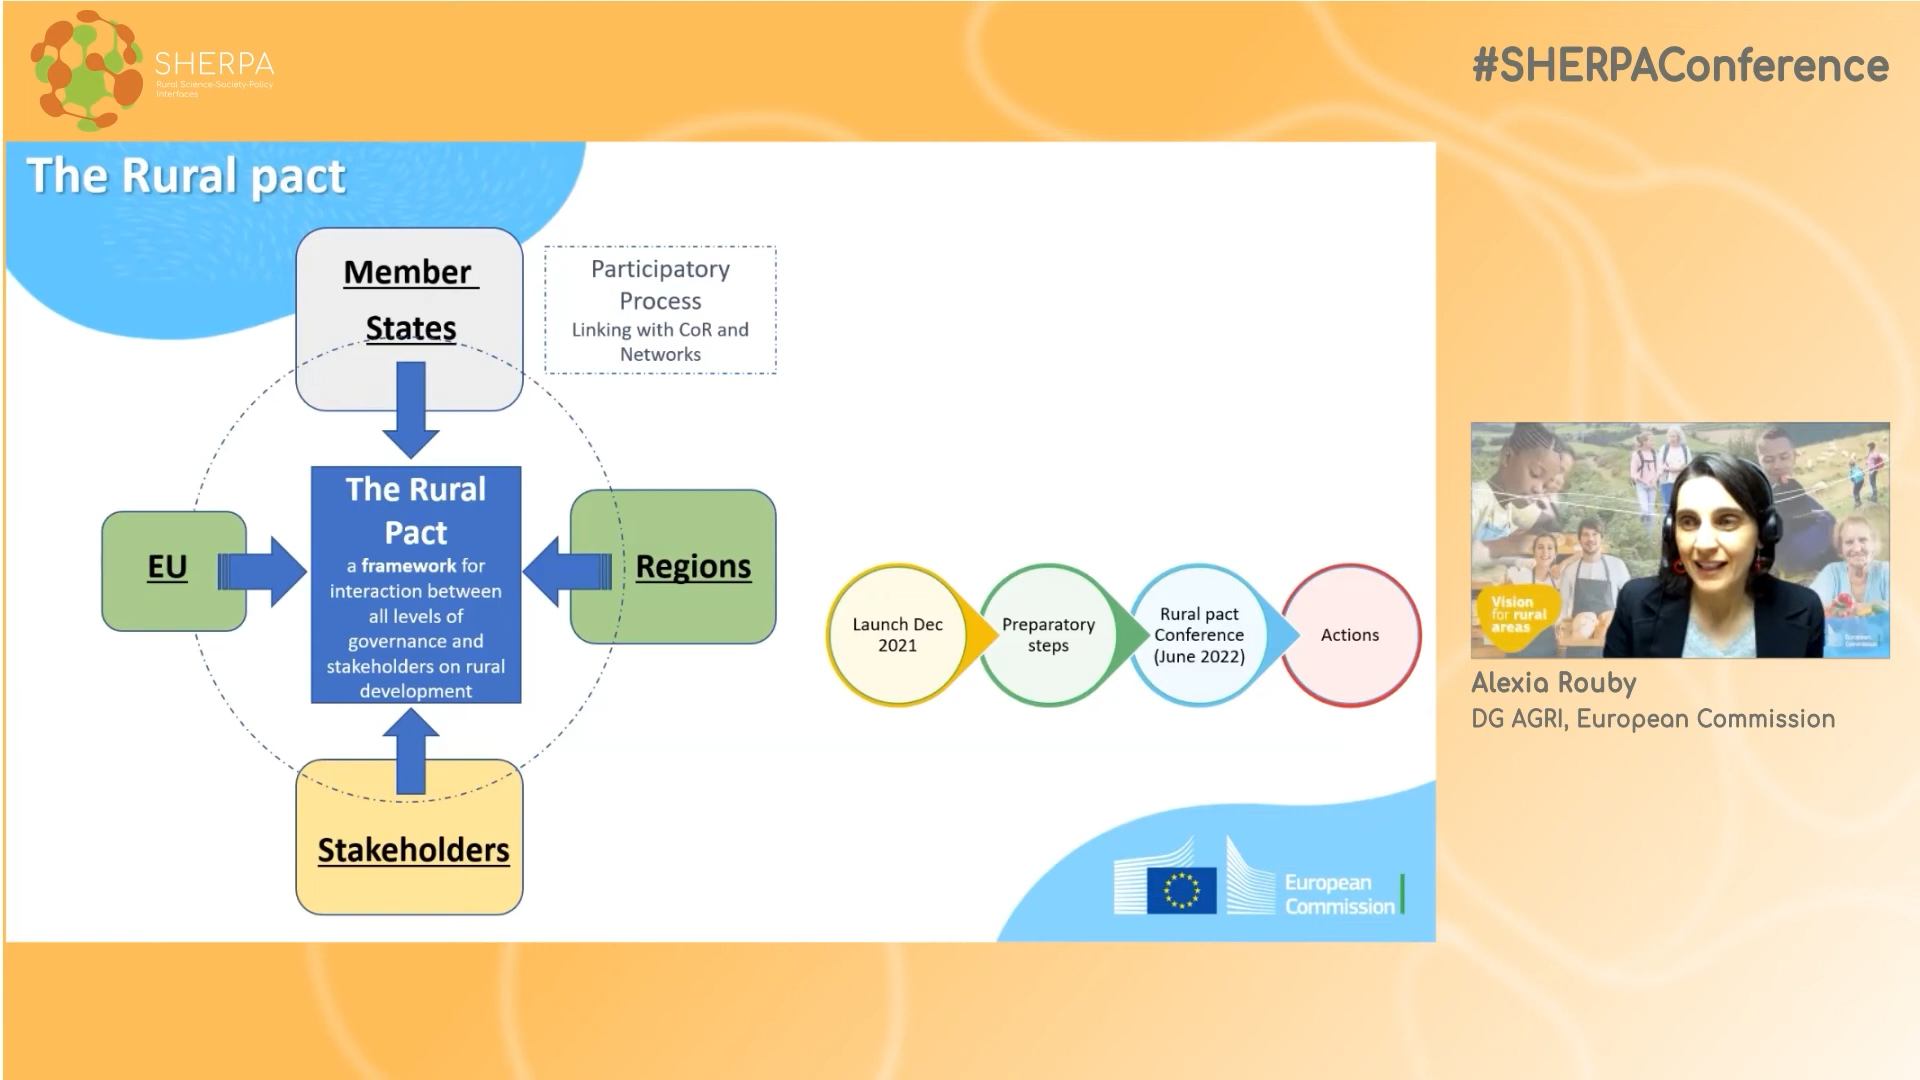 SHERPA
Rural Science-Society-Policy
Interfaces
#SHERPAConference
The Rural pact
Member
States
Participatory
Process
Linking with CoR and
Networks
EU
The Rural
Pact
a framework for
interaction between
all levels of
governance and
stakeholders on rural
development
Regions
Stakeholders
Launch Dec
2021
Preparatory
steps
Rural pact
Conference
(June 2022)
Actions
European
Commission
Vision
for rural
areas
European
Commission
Alexia Rouby
DG AGRI, European Commission